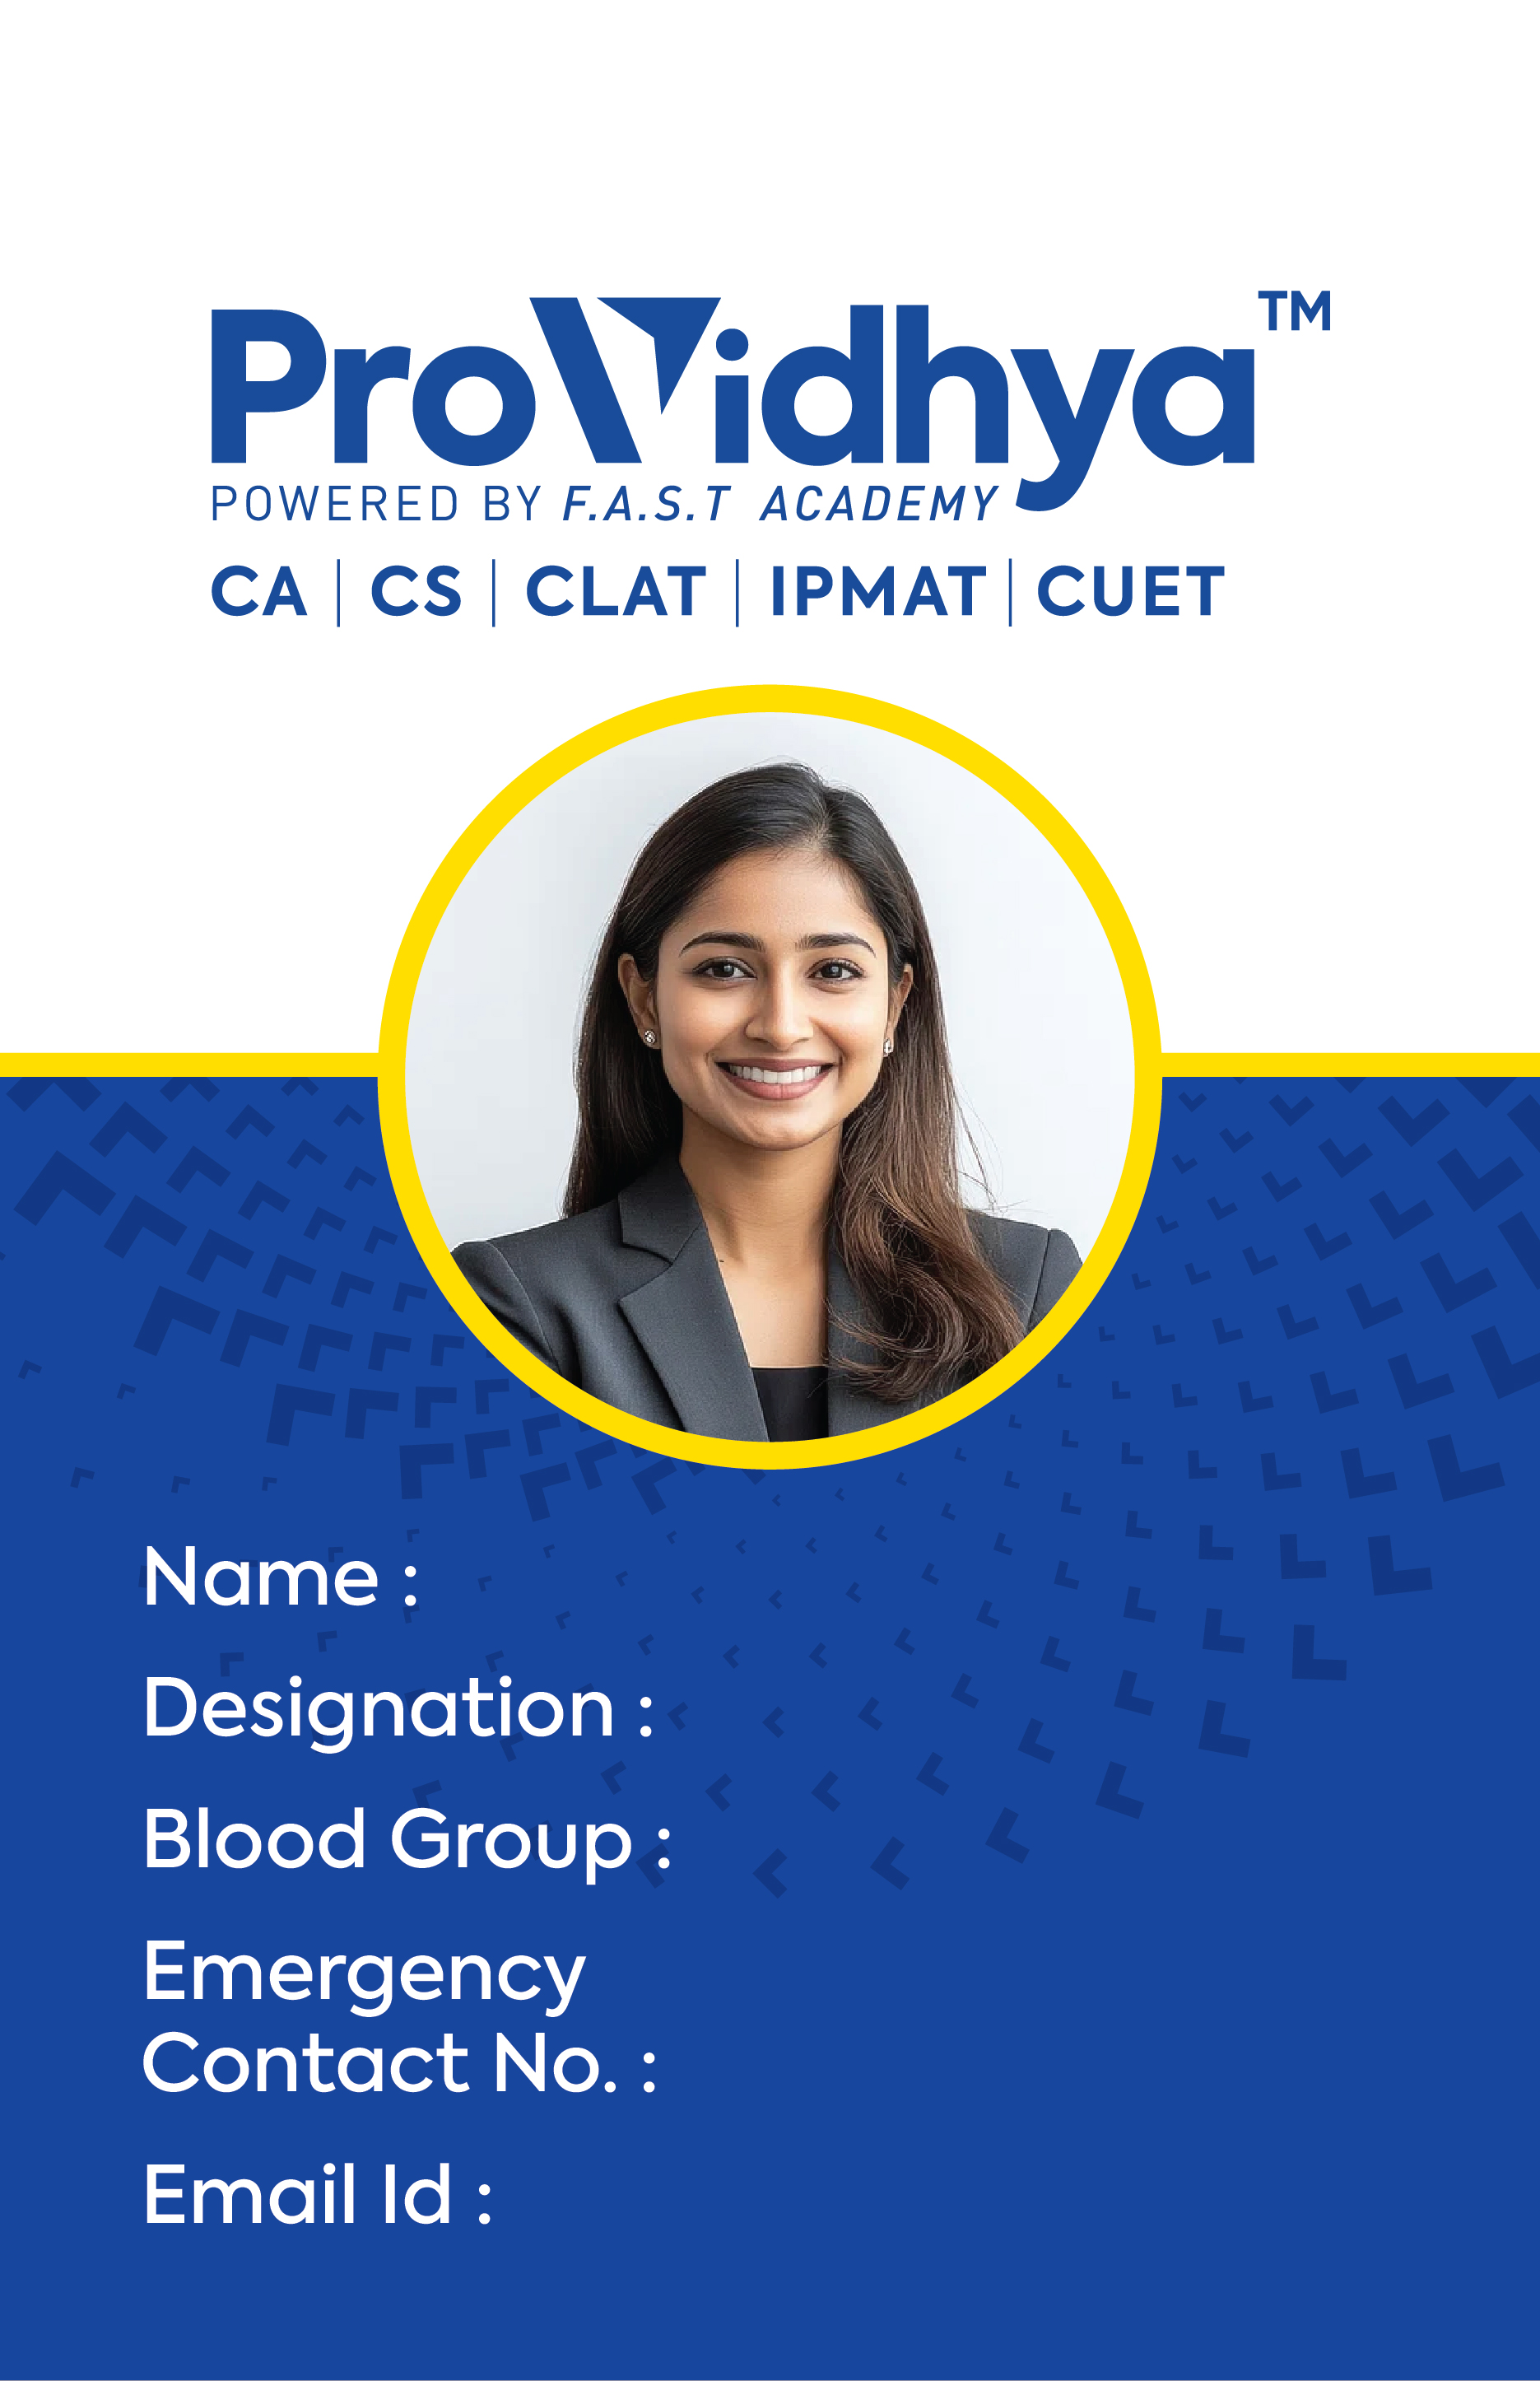 ProVidhya™
POWERED BY F.A.S.T ACADEMY
CA | CS | CLAT | IPMAT | CUET
Name :
Designation :
Blood Group :
Emergency
Contact No. :
Email Id :